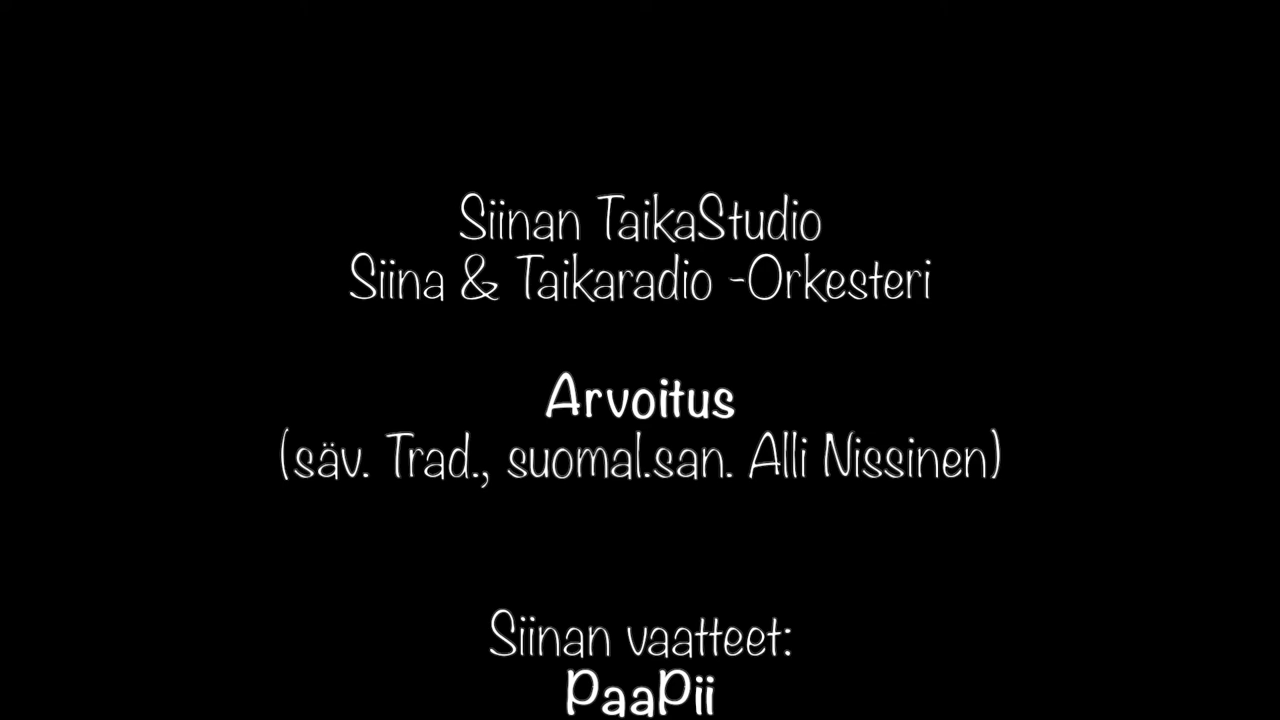 Siinan TaikaStudio
Siina & Taikaradio -Orkesteri
Arvoitus
(säv. Trad., suomal.san. Alli Nissinen)
Siinan vaatteet:
PaaPii